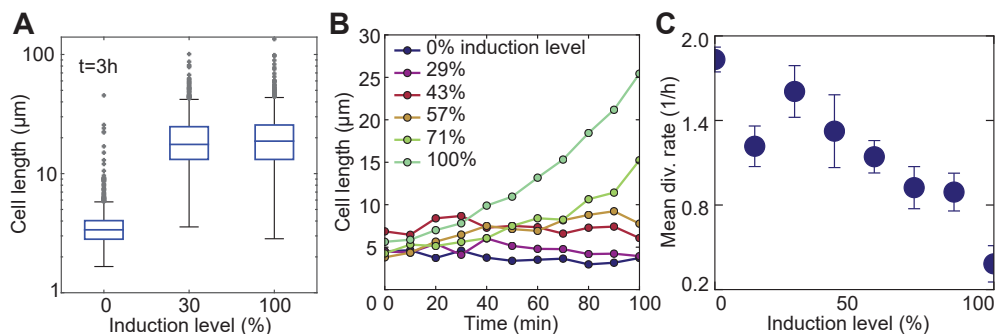 A
t=3h
Cell length (µm)
100
10
1
0 30 100
Induction level (%)
B
Cell length (µm)
30
25
20
15
10
5
0
0% induction level
29%
43%
57%
71%
100%
0 20 40 60 80 100
Time (min)
C
Mean div. rate (1/h)
2.0
1.4
0.8
0.2
0 50 100
Induction level (%)